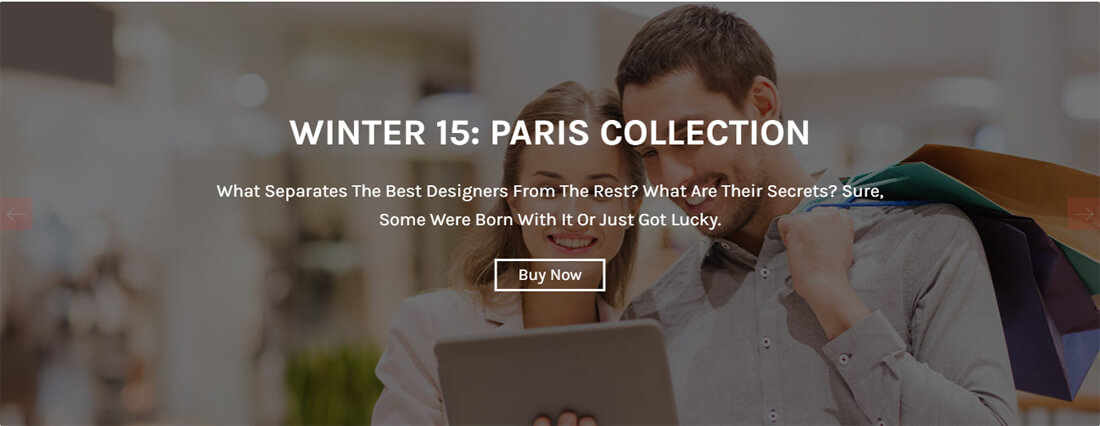 WINTER 15: PARIS COLLECTION
What Separates The Best Designers From The Rest? What Are Their Secrets? Sure,
Some Were Born With It Or Just Got Lucky.
Buy Now